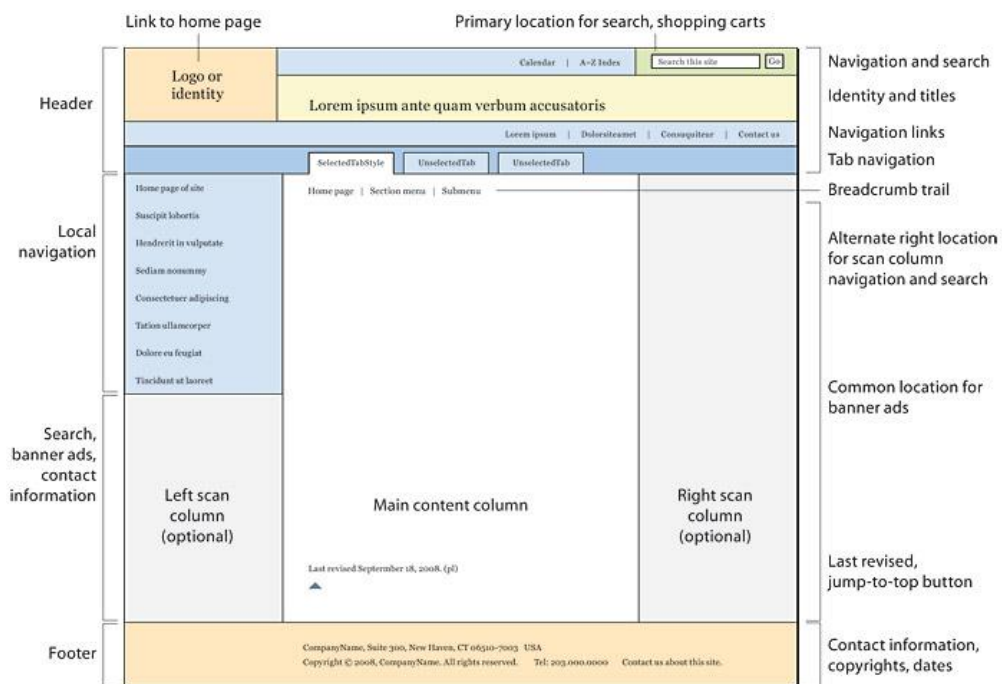 Link to home page
Primary location for search, shopping carts
Header
Logo or
identity
Calendar | A–Z Index
Search this site
Go
Navigation and search
Lorem ipsum ante quam verbum accusatoris
Identity and titles
Lorem ipsum | Dolorsiteamet | Consuquiteur | Contact us
Navigation links
SelectedTabStyle
UnselectedTab
UnselectedTab
Tab navigation
Home page | Section menu | Submenu
Breadcrumb trail
Local
navigation
Home page of site
Suscipit lobortis
Hendrerit in vulputate
Sediam nonummy
Consectetuer adipiscing
Tation ullamcorper
Dolore eu feugiat
Tincidunt ut laoreet
Alternate right location
for scan column
navigation and search
Common location for
banner ads
Search,
banner ads,
contact
information
Left scan
column
(optional)
Main content column
Right scan
column
(optional)
Last revised Septermber 18, 2008. (pl)
Last revised,
jump-to-top button
Footer
CompanyName, Suite 300, New Haven, CT 06510-7003 USA
Copyright © 2008, CompanyName. All rights reserved. Tel: 203.000.0000 Contact us about this site.
Contact information,
copyrights, dates